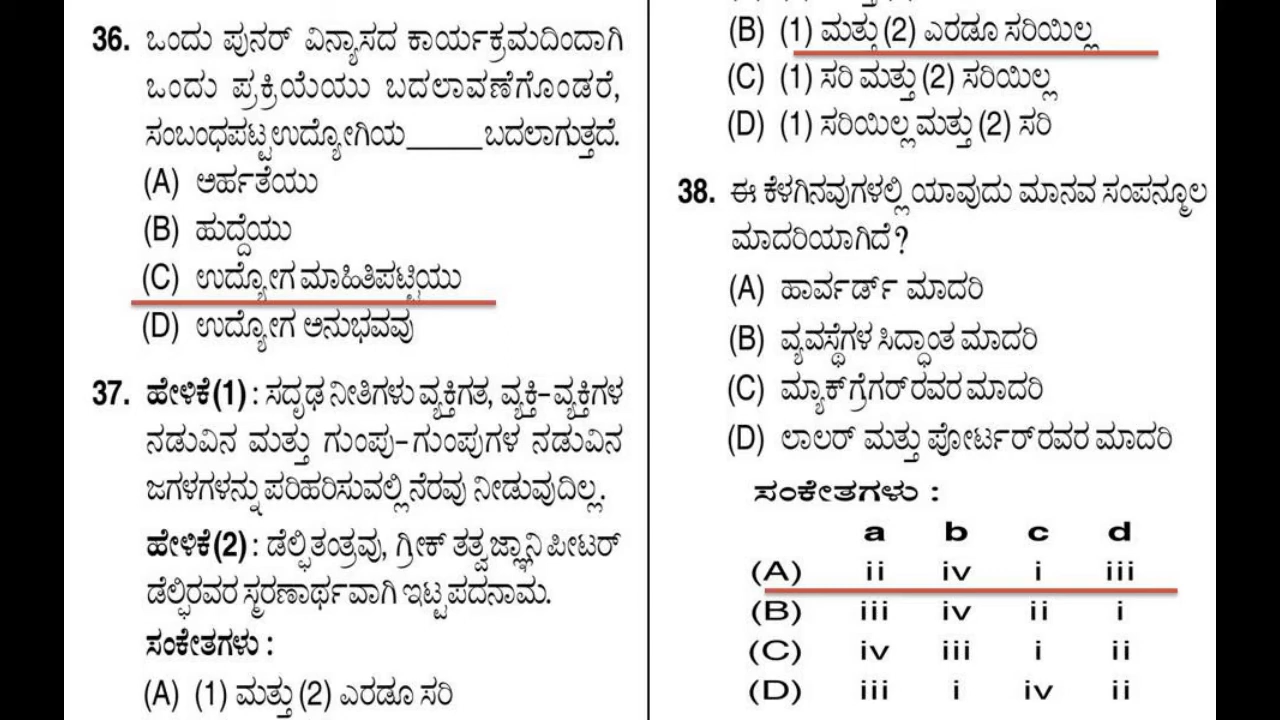 36. ಒಂದು ಪುನರ್ ವಿನ್ಯಾಸದ ಕಾರ್ಯಕ್ರಮದಿಂದಾಗಿ
ಒಂದು ಪ್ರಕ್ರಿಯೆಯು ಬದಲಾವಣೆಗೊಂಡರೆ,
ಸಂಬಂಧಪಟ್ಟ ಉದ್ಯೋಗಿಯ_____ಬದಲಾಗುತ್ತದೆ.
(A) ಅರ್ಹತೆಯು
(B) ಹುದ್ದೆಯು
(C) ಉದ್ಯೋಗ ಮಾಹಿತಿಪಟ್ಟಿಯು
(D) ಉದ್ಯೋಗ ಅನುಭವವು
37. ಹೇಳಿಕೆ(1) : ಸದೃಢ ನೀತಿಗಳು ವ್ಯಕ್ತಿಗತ, ವ್ಯಕ್ತಿ-ವ್ಯಕ್ತಿಗಳ
ನಡುವಿನ ಮತ್ತು ಗುಂಪು-ಗುಂಪುಗಳ ನಡುವಿನ
ಜಗಳಗಳನ್ನು ಪರಿಹರಿಸುವಲ್ಲಿ ನೆರವು ನೀಡುವುದಿಲ್ಲ.
ಹೇಳಿಕೆ(2) : ಡೆಲ್ಫಿ ತಂತ್ರವು, ಗ್ರೀಕ್ ತತ್ವಜ್ಞಾನಿ ಪೀಟರ್
ಡೆಲ್ಫಿರವರ ಸ್ಮರಣಾರ್ಥವಾಗಿ ಇಟ್ಟ ಪದನಾಮ.
ಸಂಕೇತಗಳು :
(A) (1) ಮತ್ತು (2) ಎರಡೂ ಸರಿ
(B) (1) ಮತ್ತು (2) ಎರಡೂ ಸರಿಯಿಲ್ಲ
(C) (1) ಸರಿ ಮತ್ತು (2) ಸರಿಯಿಲ್ಲ
(D) (1) ಸರಿಯಿಲ್ಲ ಮತ್ತು (2) ಸರಿ
38. ಈ ಕೆಳಗಿನವುಗಳಲ್ಲಿ ಯಾವುದು ಮಾನವ ಸಂಪನ್ಮೂಲ
ಮಾದರಿಯಾಗಿದೆ?
(A) ಹಾರ್ವರ್ಡ್ ಮಾದರಿ
(B) ವ್ಯವಸ್ಥೆಗಳ ಸಿದ್ಧಾಂತ ಮಾದರಿ
(C) ಮ್ಯಾಕ್‌ಗ್ರೆಗರ್‌ರವರ ಮಾದರಿ
(D) ಲಾಲರ್ ಮತ್ತು ಪೋರ್ಟರ್‌ರವರ ಮಾದರಿ
ಸಂಕೇತಗಳು :
a b c d
(A) ii iv i iii
(B) iii iv ii i
(C) iv iii i ii
(D) iii i iv ii